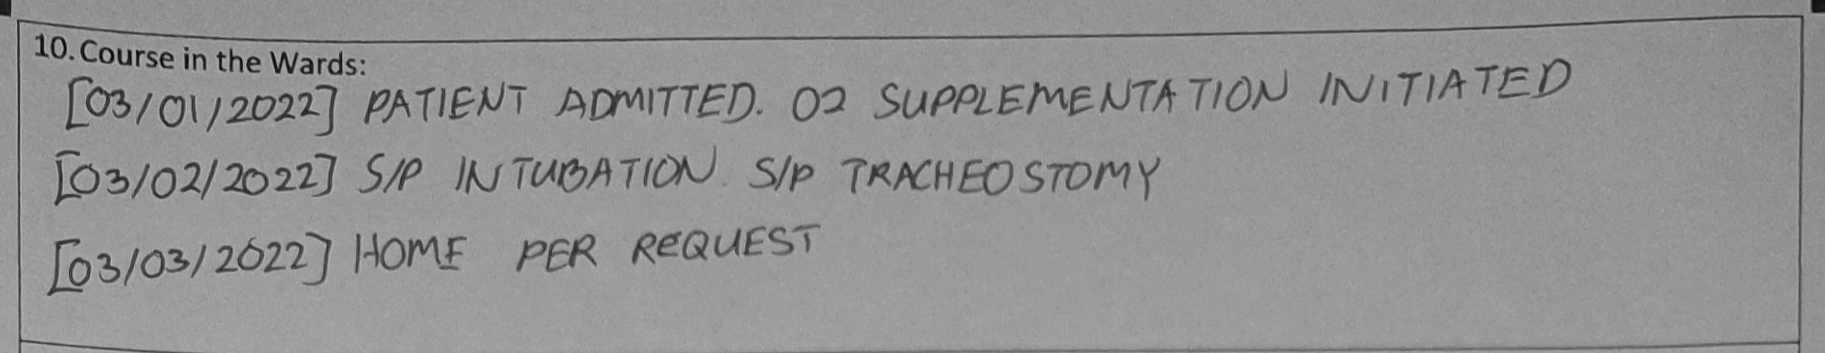 10. Course in the Wards:
[03/01/2022] PATIENT ADMITTED. O2 SUPPLEMENTATION INITIATED
[03/02/2022] S/P INTUBATION. S/P TRACHEOSTOMY
[03/03/2022] HOME PER REQUEST